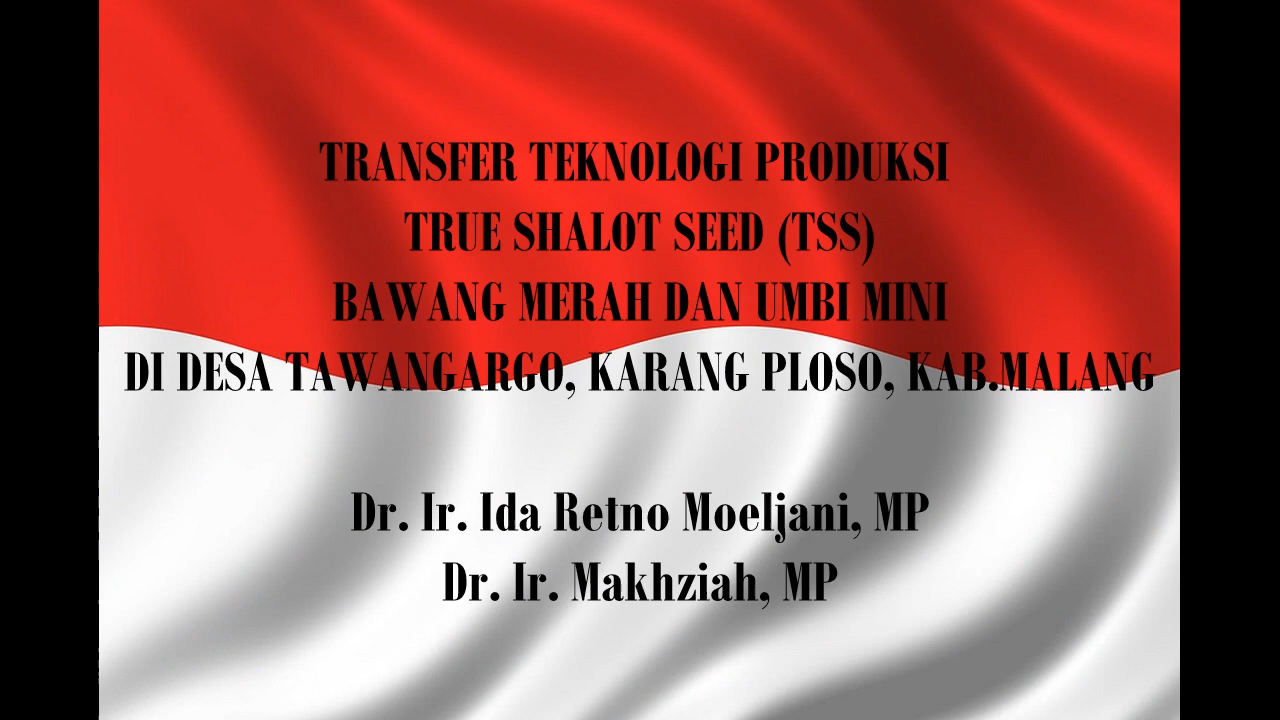 TRANSFER TEKNOLOGI PRODUKSI
TRUE SHALOT SEED (TSS)
BAWANG MERAH DAN UMBI MINI
DI DESA TAWANGARGO, KARANG PLOSO, KAB.MALANG
Dr. Ir. Ida Retno Moeljani, MP
Dr. Ir. Makhziah, MP